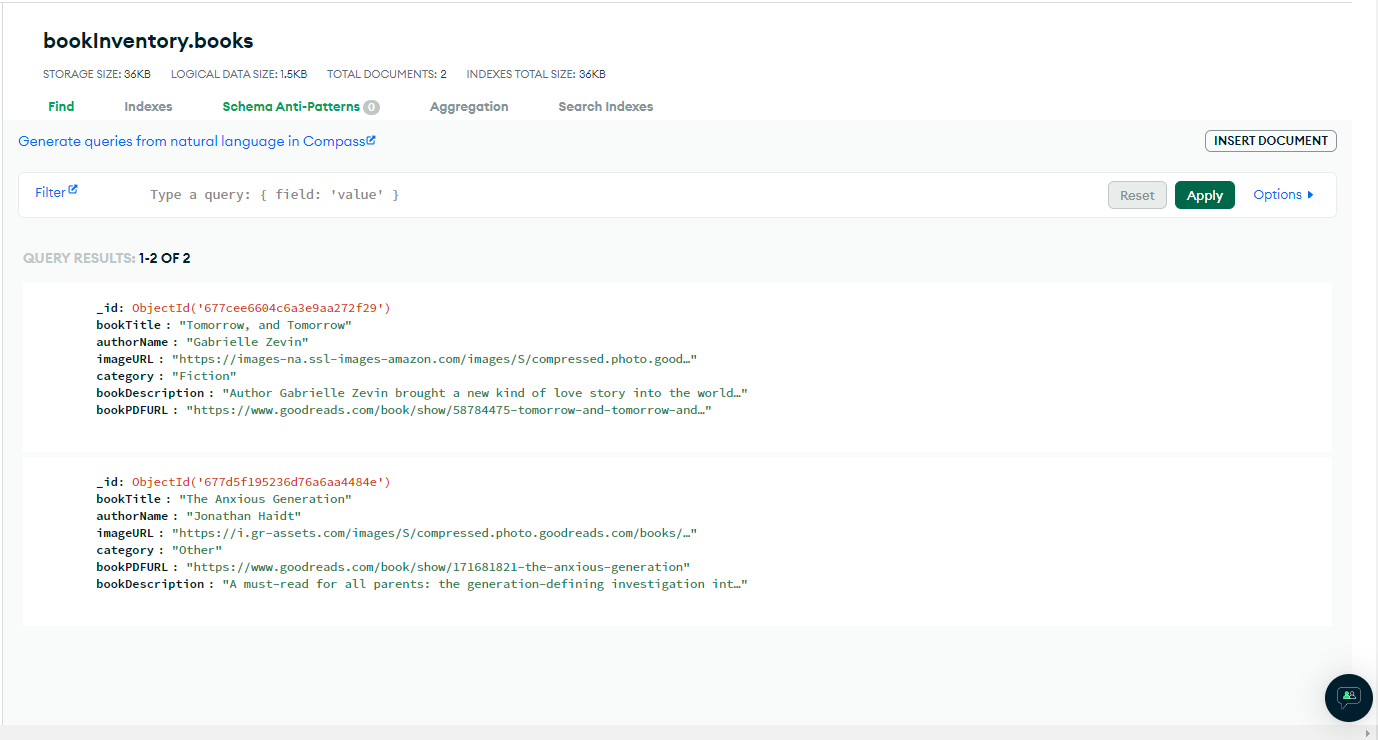 bookInventory.books
STORAGE SIZE: 36KB LOGICAL DATA SIZE: 1.5KB TOTAL DOCUMENTS: 2 INDEXES TOTAL SIZE: 36KB
Find Indexes Schema Anti-Patterns 0 Aggregation Search Indexes
Generate queries from natural language in Compass
INSERT DOCUMENT
Filter Type a query: { field: 'value' } Reset Apply Options
QUERY RESULTS: 1-2 OF 2
_id: ObjectId('677cee6604c6a3e9aa272f29')
bookTitle : "Tomorrow, and Tomorrow"
authorName : "Gabrielle Zevin"
imageURL : "https://images-na.ssl-images-amazon.com/images/S/compressed.photo.good…"
category : "Fiction"
bookDescription : "Author Gabrielle Zevin brought a new kind of love story into the world…"
bookPDFURL : "https://www.goodreads.com/book/show/58784475-tomorrow-and-tomorrow-and…"
_id: ObjectId('677d5f195236d76a6aa4484e')
bookTitle : "The Anxious Generation"
authorName : "Jonathan Haidt"
imageURL : "https://i.gr-assets.com/images/S/compressed.photo.goodreads.com/books/…"
category : "Other"
bookPDFURL : "https://www.goodreads.com/book/show/171681821-the-anxious-generation"
bookDescription : "A must-read for all parents: the generation-defining investigation int…"